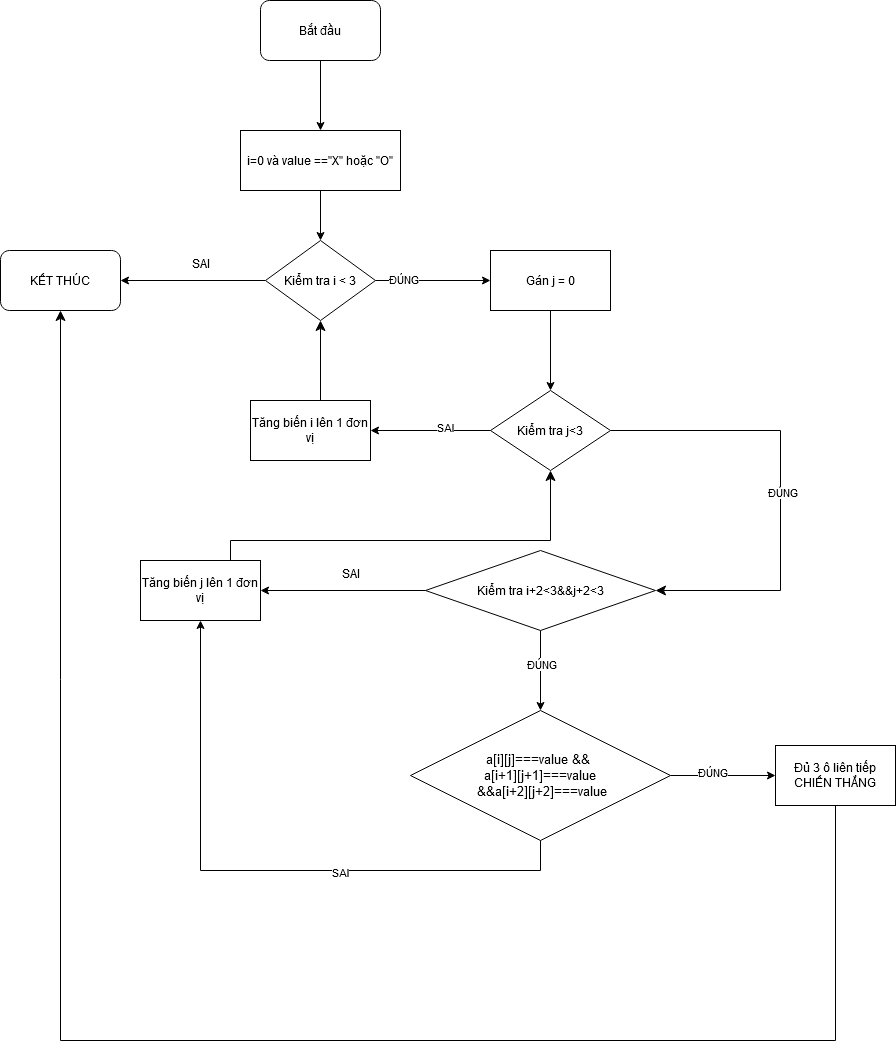 Bắt đầu
i=0 và value =="X" hoặc "O"
SAI
KẾT THÚC
Kiểm tra i < 3
ĐÚNG
Gán j = 0
Tăng biến i lên 1 đơn
vị
SAI
Kiểm tra j<3
ĐÚNG
Tăng biến j lên 1 đơn
vị
SAI
Kiểm tra i+2<3&&j+2<3
ĐÚNG
a[i][j]===value &&
a[i+1][j+1]===value
&&a[i+2][j+2]===value
ĐÚNG
Đủ 3 ô liên tiếp
CHIẾN THẮNG
SAI